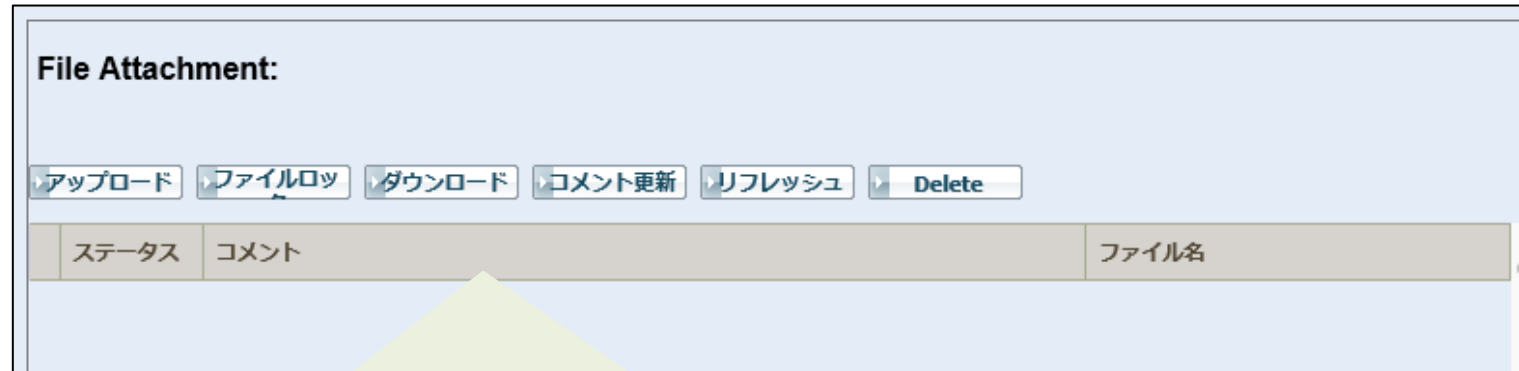 File Attachment:
アップロード ファイルロック ダウンロード コメント更新 リフレッシュ Delete
ステータス コメント ファイル名